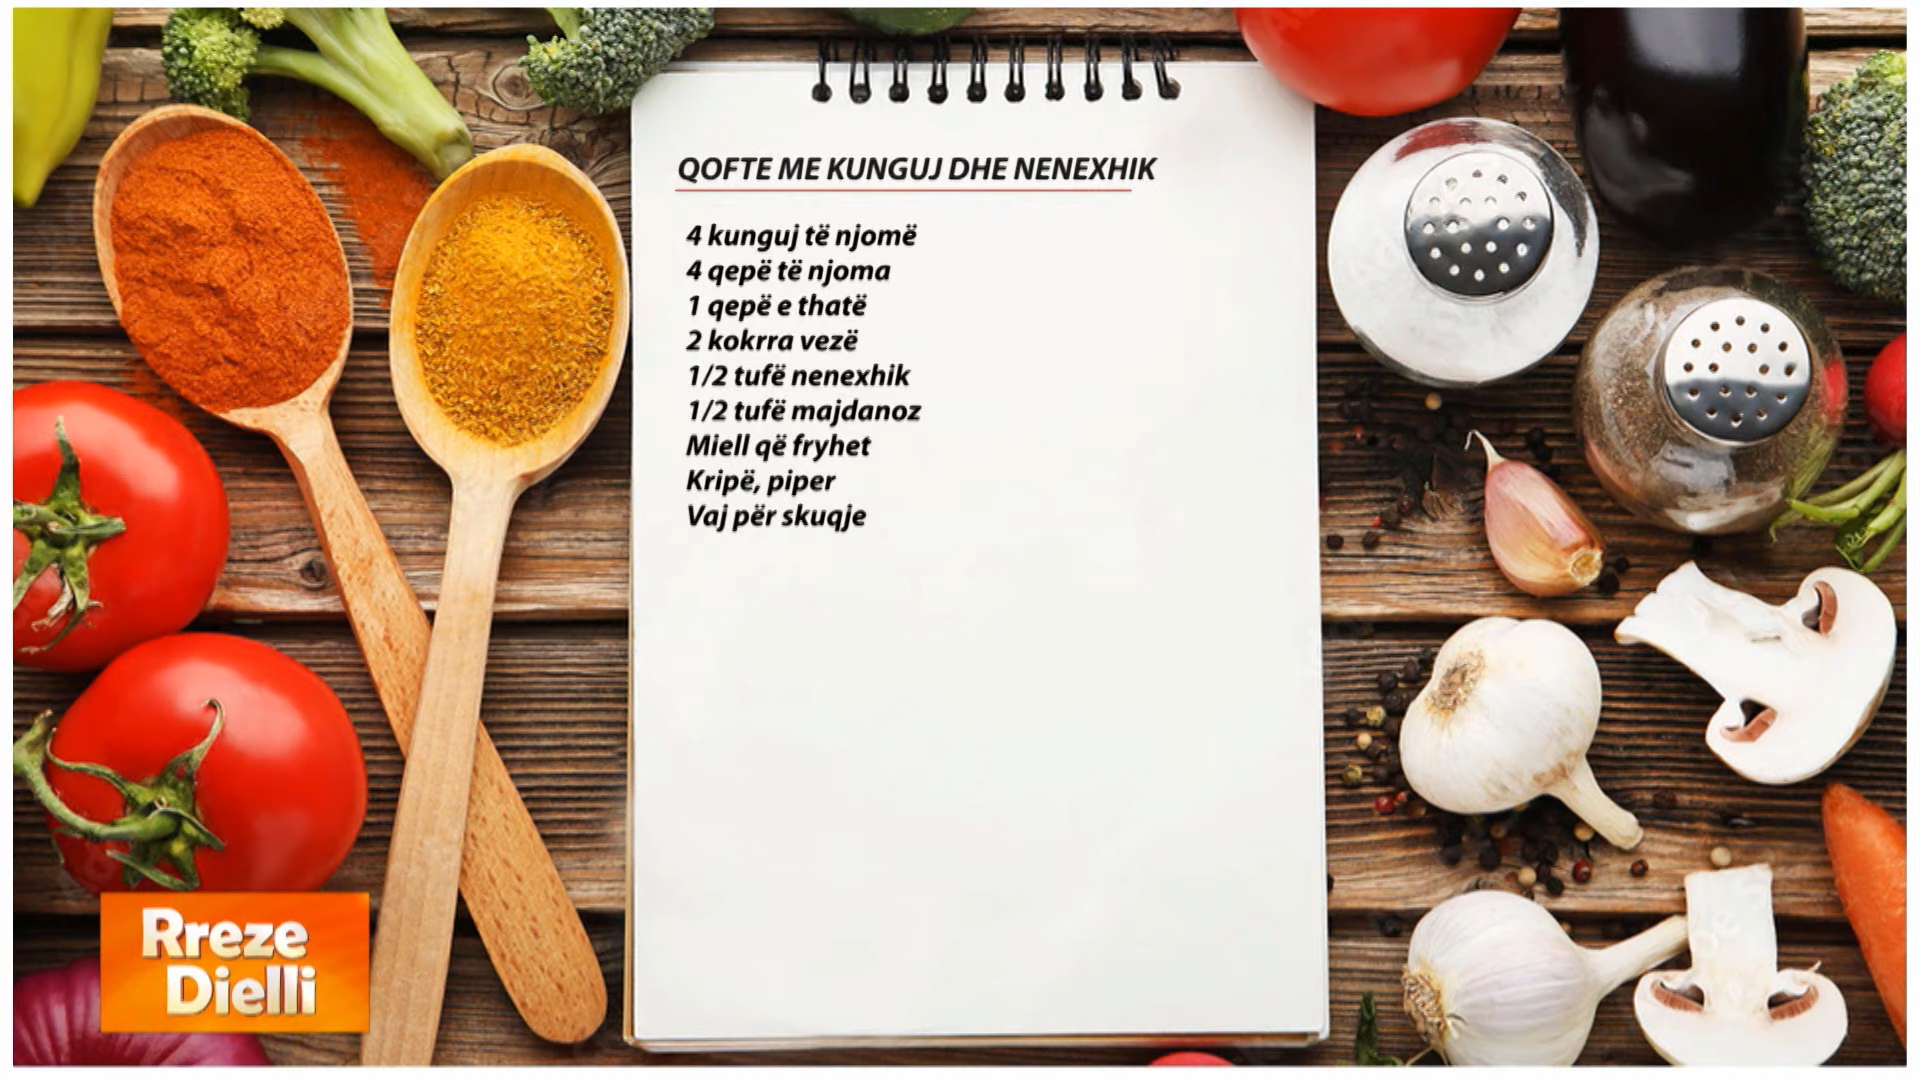 QOFTE ME KUNGUJ DHE NENEXHIK
4 kunguj të njomë
4 qepë të njoma
1 qepë e thatë
2 kokrra vezë
1/2 tufë nenexhik
1/2 tufë majdanoz
Miell që fryhet
Kripë, piper
Vaj për skuqje
Rreze
Dielli